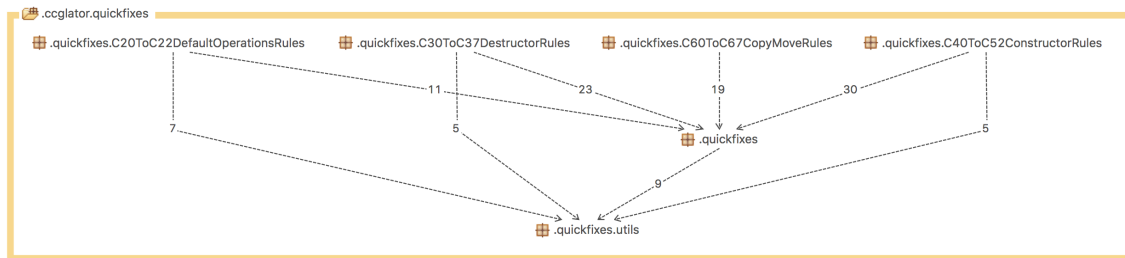 .ccglator.quickfixes
.quickfixes.C20ToC22DefaultOperationsRules
.quickfixes.C30ToC37DestructorRules
.quickfixes.C60ToC67CopyMoveRules
.quickfixes.C40ToC52ConstructorRules
11
23
19
30
7
5
5
.quickfixes
9
.quickfixes.utils